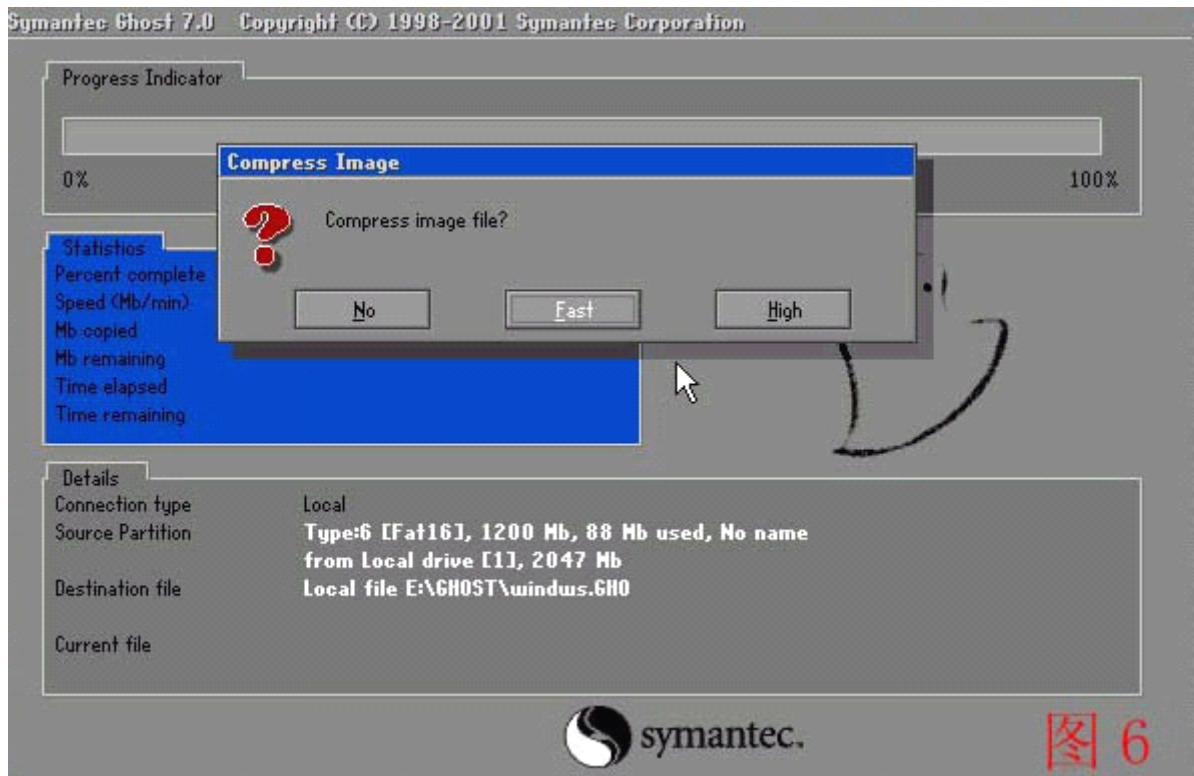 Symantec Ghost 7.0 Copyright (C) 1998-2001 Symantec Corporation
Progress Indicator
0%
100%
Compress Image
Compress image file?
No
Fast
High
Statistics
Percent complete
Speed (Mb/min)
Mb copied
Mb remaining
Time elapsed
Time remaining
Details
Connection type Local
Source Partition Type:6 [Fat16], 1200 Mb, 88 Mb used, No name
from Local drive [1], 2047 Mb
Destination file Local file E:\GHOST\windws.GHO
Current file
symantec.
图 6